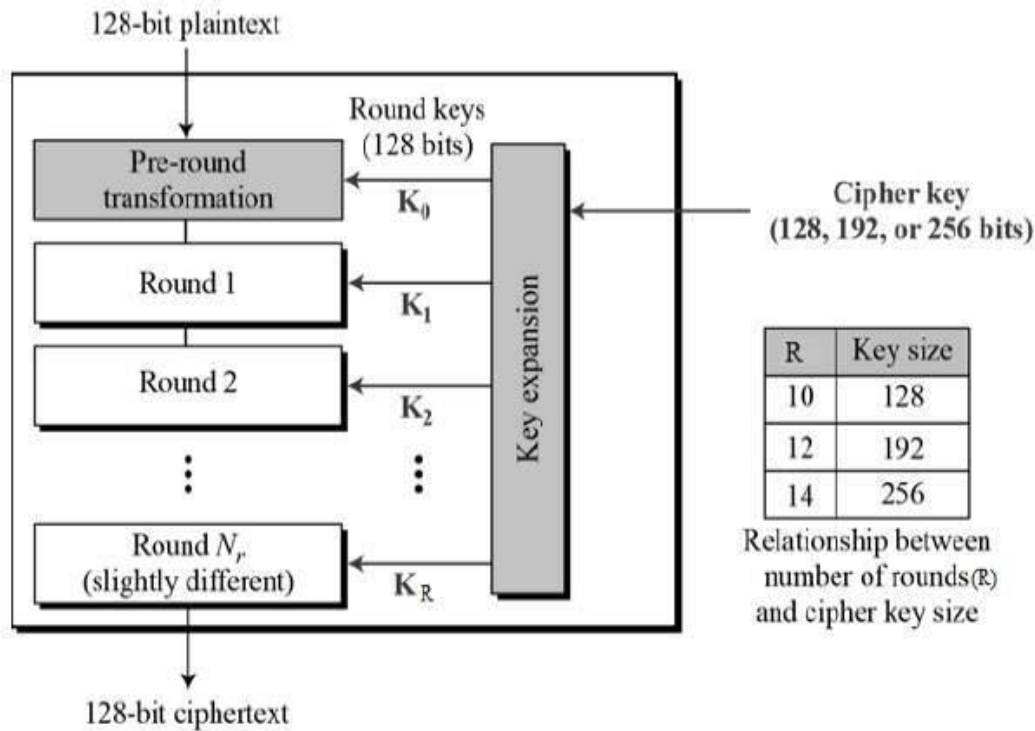 128-bit plaintext
Round keys
(128 bits)
Pre-round
transformation
K0
Cipher key
(128, 192, or 256 bits)
Round 1
K1
Round 2
K2
Key expansion
R Key size
10 128
12 192
14 256
Relationship between
number of rounds(R)
and cipher key size
Round Nr
(slightly different)
KR
128-bit ciphertext